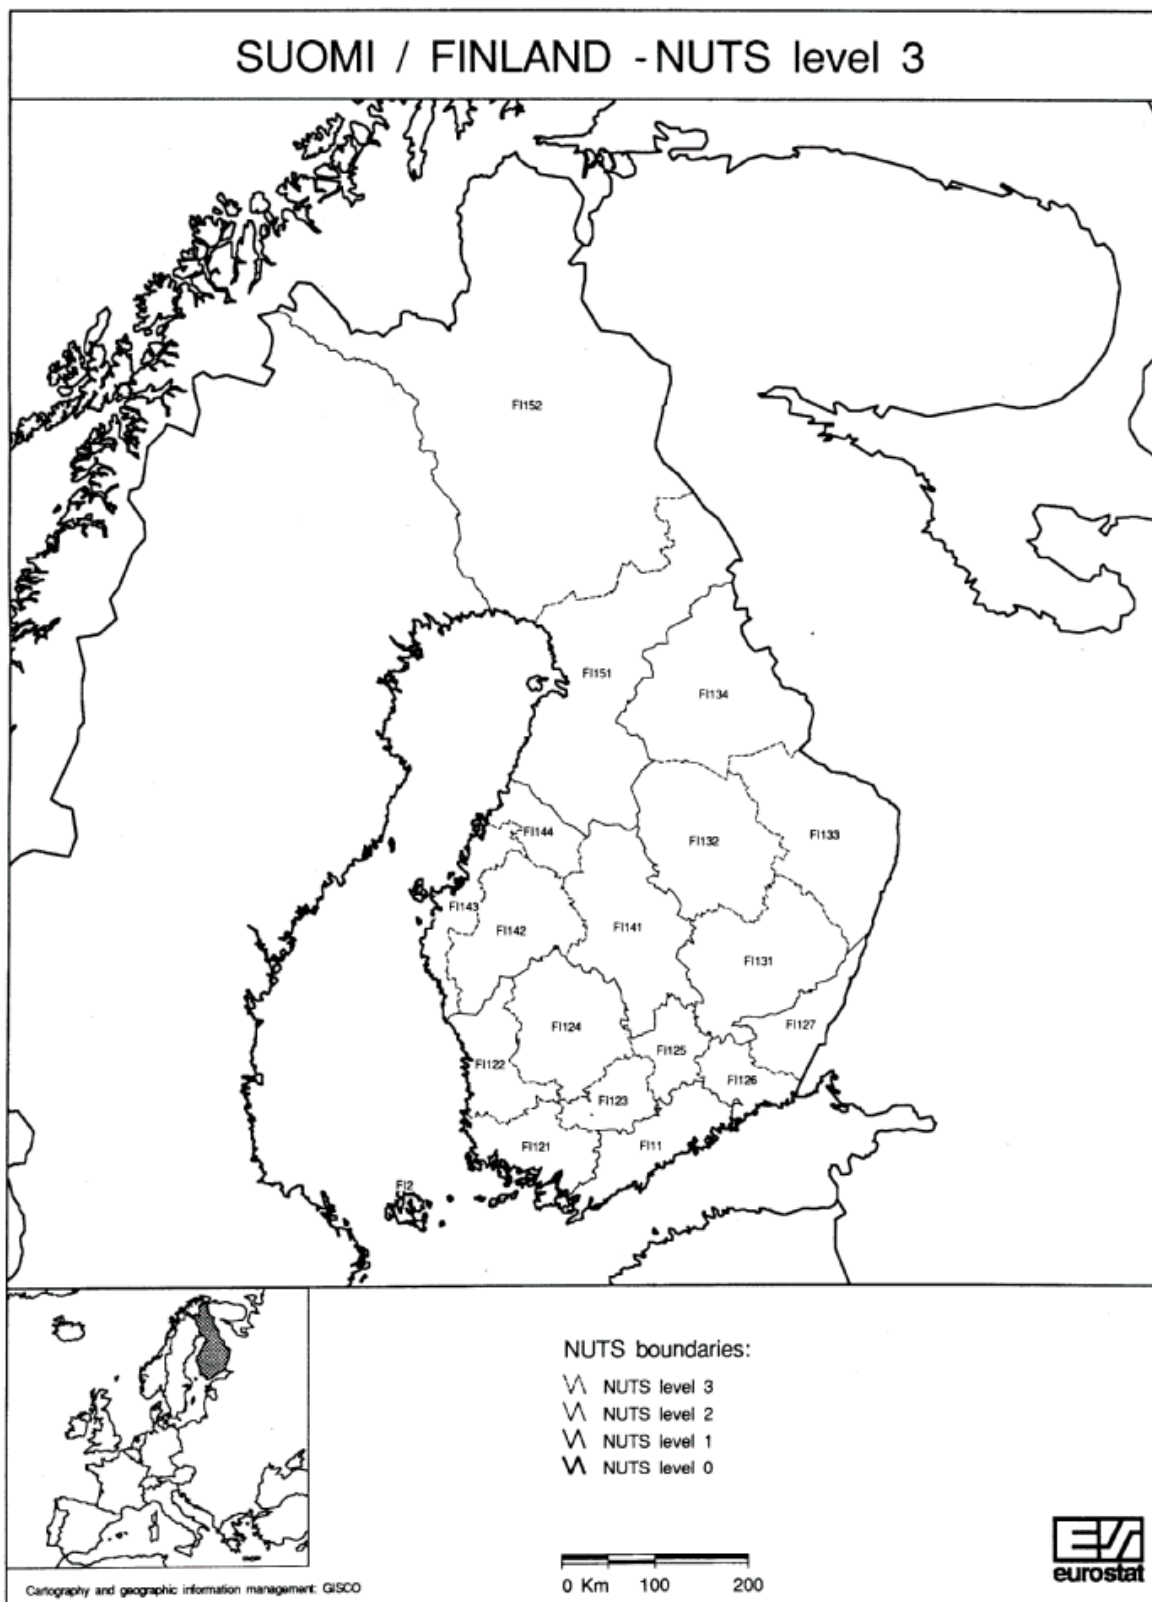 SUOMI / FINLAND - NUTS level 3
FI152
FI151
FI134
FI144
FI132
FI133
FI143
FI142
FI141
FI131
FI124
FI127
FI122
FI125
FI126
FI123
FI121
FI11
FI2
NUTS boundaries:
NUTS level 3
NUTS level 2
NUTS level 1
NUTS level 0
0 Km 100 200
eurostat
Cartography and geographic information management: GISCO